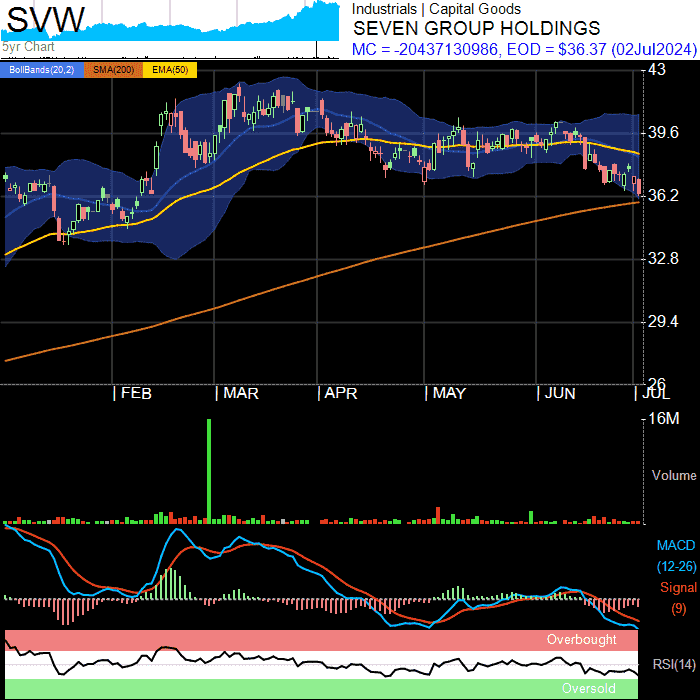 SVW
5yr Chart
Industrials | Capital Goods
SEVEN GROUP HOLDINGS
MC = -20437130986, EOD = $36.37 (02Jul2024)
BollBands(20,2) SMA(200) EMA(50)
43
39.6
36.2
32.8
29.4
26
FEB MAR APR MAY JUN JUL
16M
Volume
MACD
(12-26)
Signal
(9)
Overbought
RSI(14)
Oversold